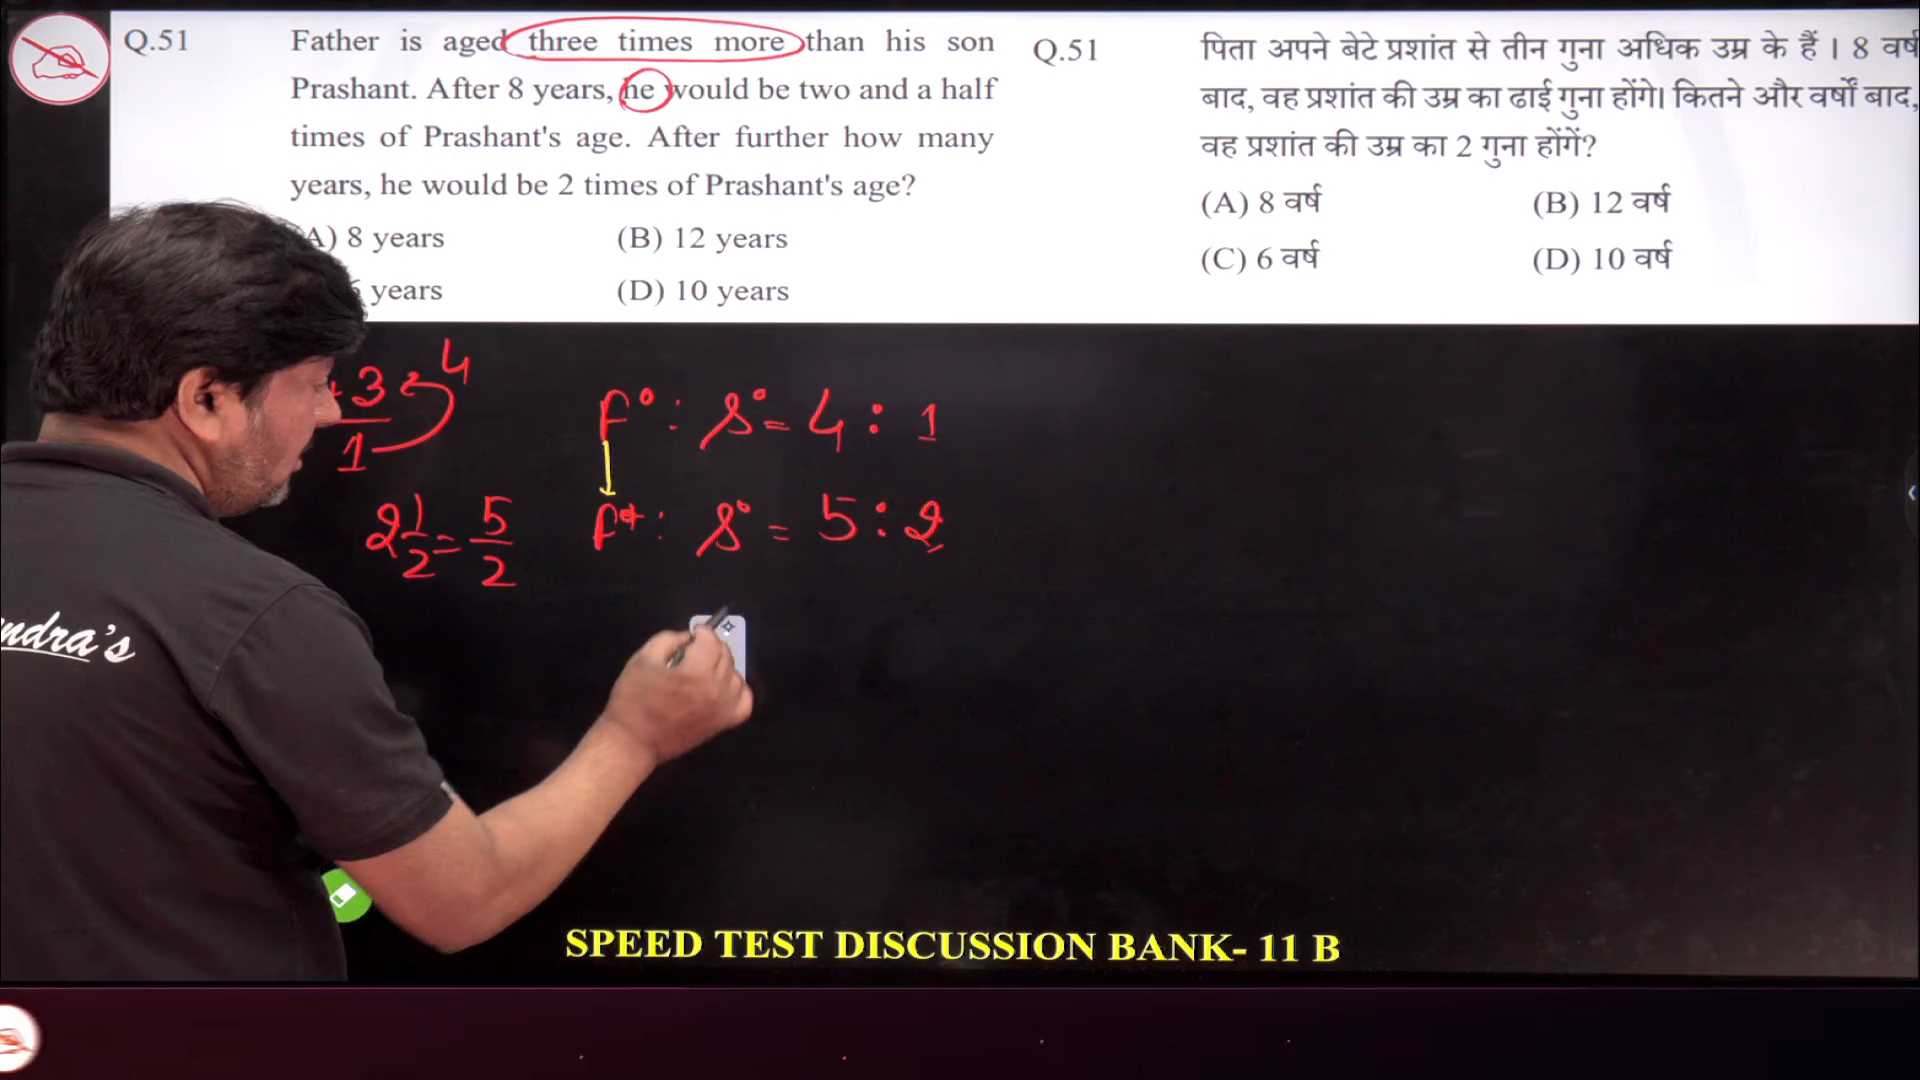 Q.51 Father is aged three times more than his son
Prashant. After 8 years, he would be two and a half
times of Prashant's age. After further how many
years, he would be 2 times of Prashant's age?
A) 8 years (B) 12 years
years (D) 10 years
Q.51 पिता अपने बेटे प्रशांत से तीन गुना अधिक उम्र के हैं । 8 वर्ष
बाद, वह प्रशांत की उम्र का ढाई गुना होंगे। कितने और वर्षों बाद,
वह प्रशांत की उम्र का 2 गुना होंगें?
(A) 8 वर्ष (B) 12 वर्ष
(C) 6 वर्ष (D) 10 वर्ष
+3 4
1
F° : S° = 4 : 1
2 1/2 = 5/2
F : S° = 5 : 2
ndra's
SPEED TEST DISCUSSION BANK- 11 B